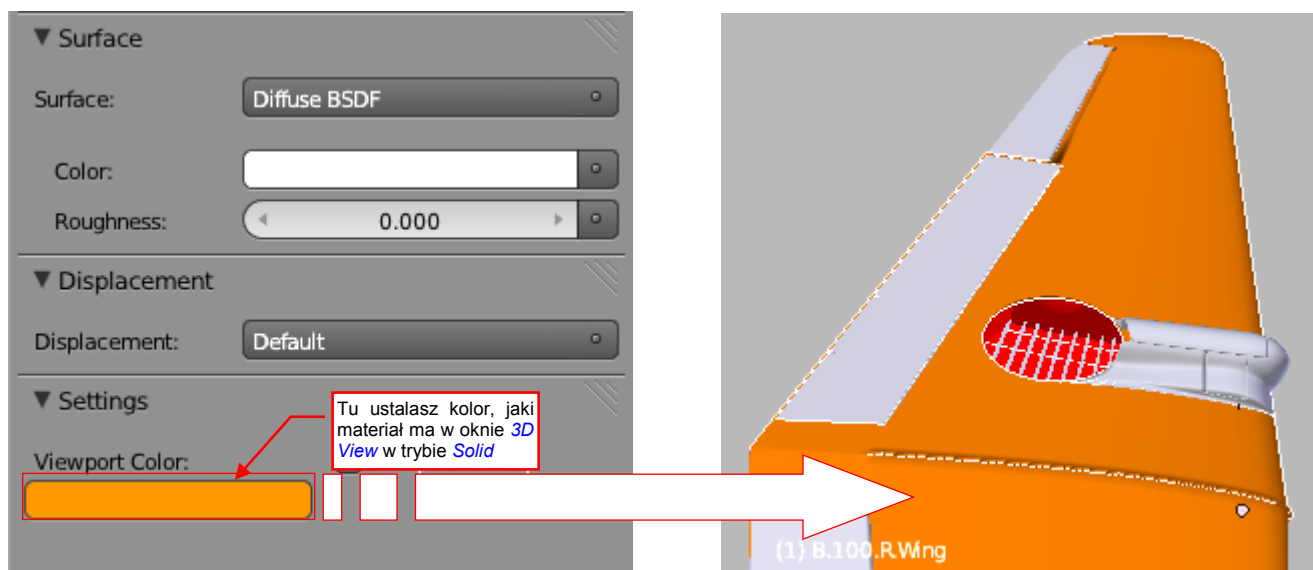 Surface
Surface: Diffuse BSDF
Color:
Roughness: 0.000
Displacement
Displacement: Default
Settings
Tu ustalasz kolor, jaki
materiał ma w oknie 3D
View w trybie Solid
Viewport Color:
(1) B.100.R.Wing